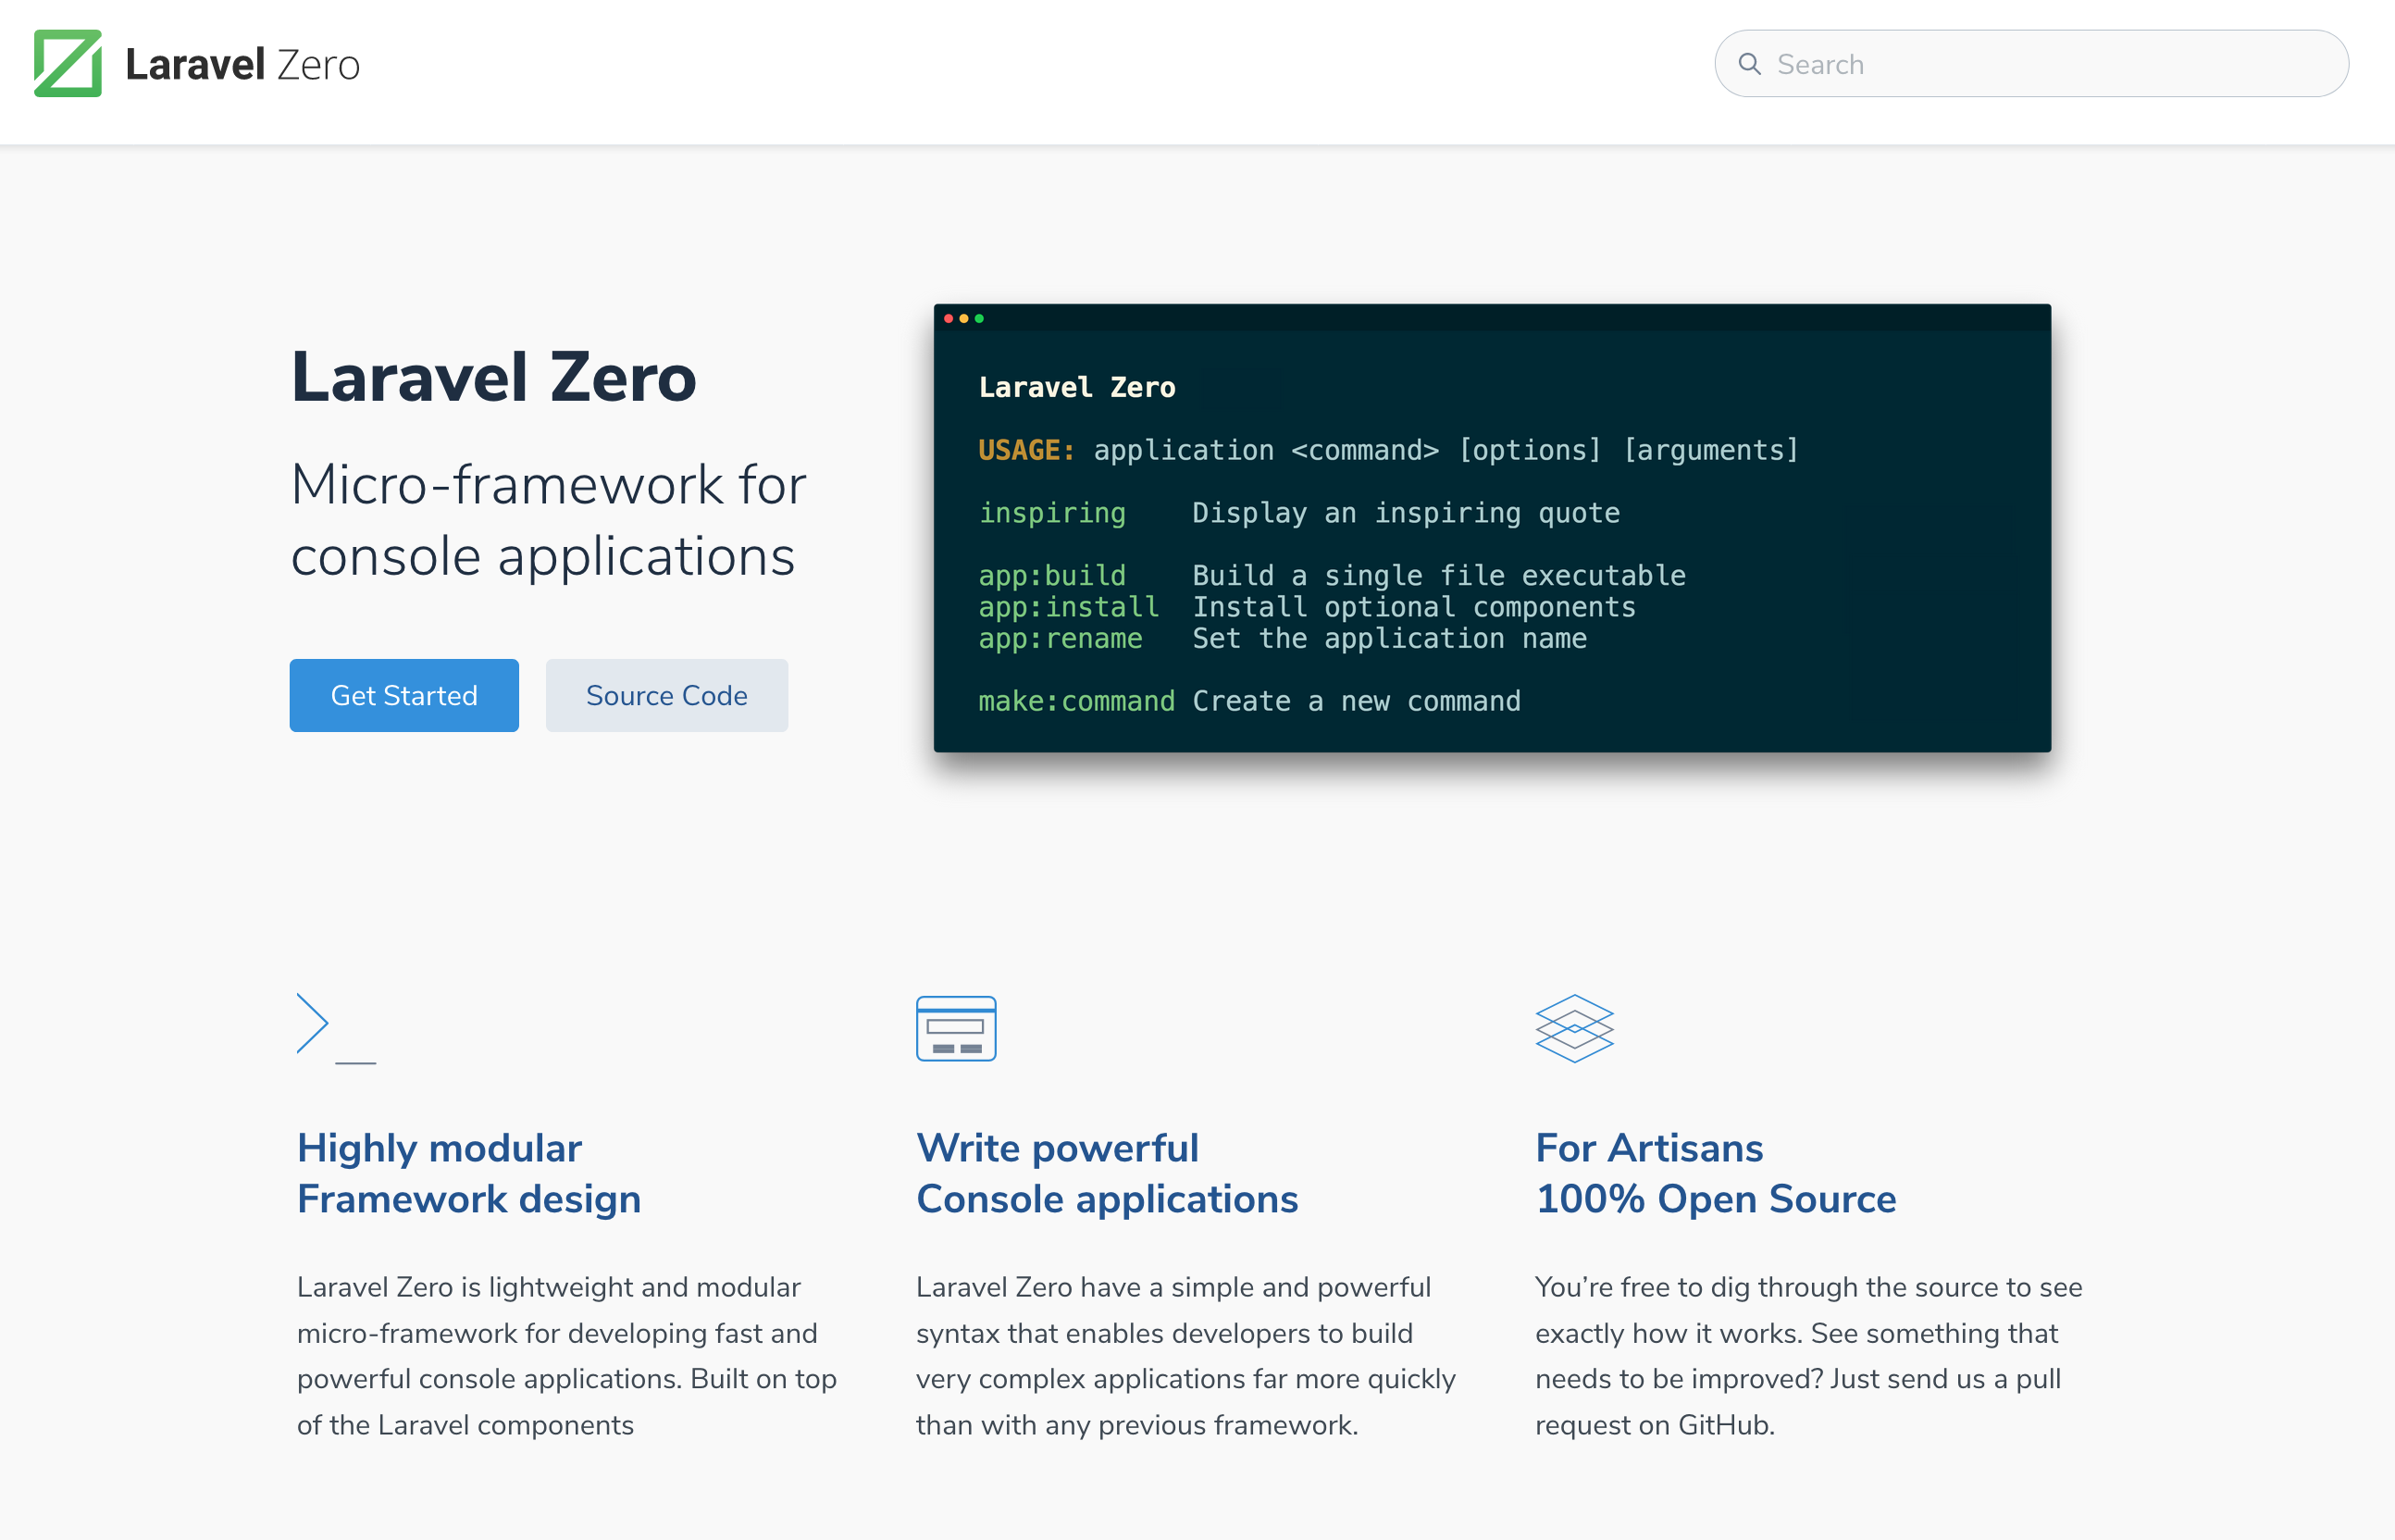 Laravel Zero
Search
Laravel Zero
Micro-framework for
console applications
Get Started
Source Code
Laravel Zero
USAGE: application <command> [options] [arguments]
inspiring    Display an inspiring quote
app:build    Build a single file executable
app:install  Install optional components
app:rename   Set the application name
make:command Create a new command
Highly modular
Framework design
Laravel Zero is lightweight and modular
micro-framework for developing fast and
powerful console applications. Built on top
of the Laravel components
Write powerful
Console applications
Laravel Zero have a simple and powerful
syntax that enables developers to build
very complex applications far more quickly
than with any previous framework.
For Artisans
100% Open Source
You’re free to dig through the source to see
exactly how it works. See something that
needs to be improved? Just send us a pull
request on GitHub.